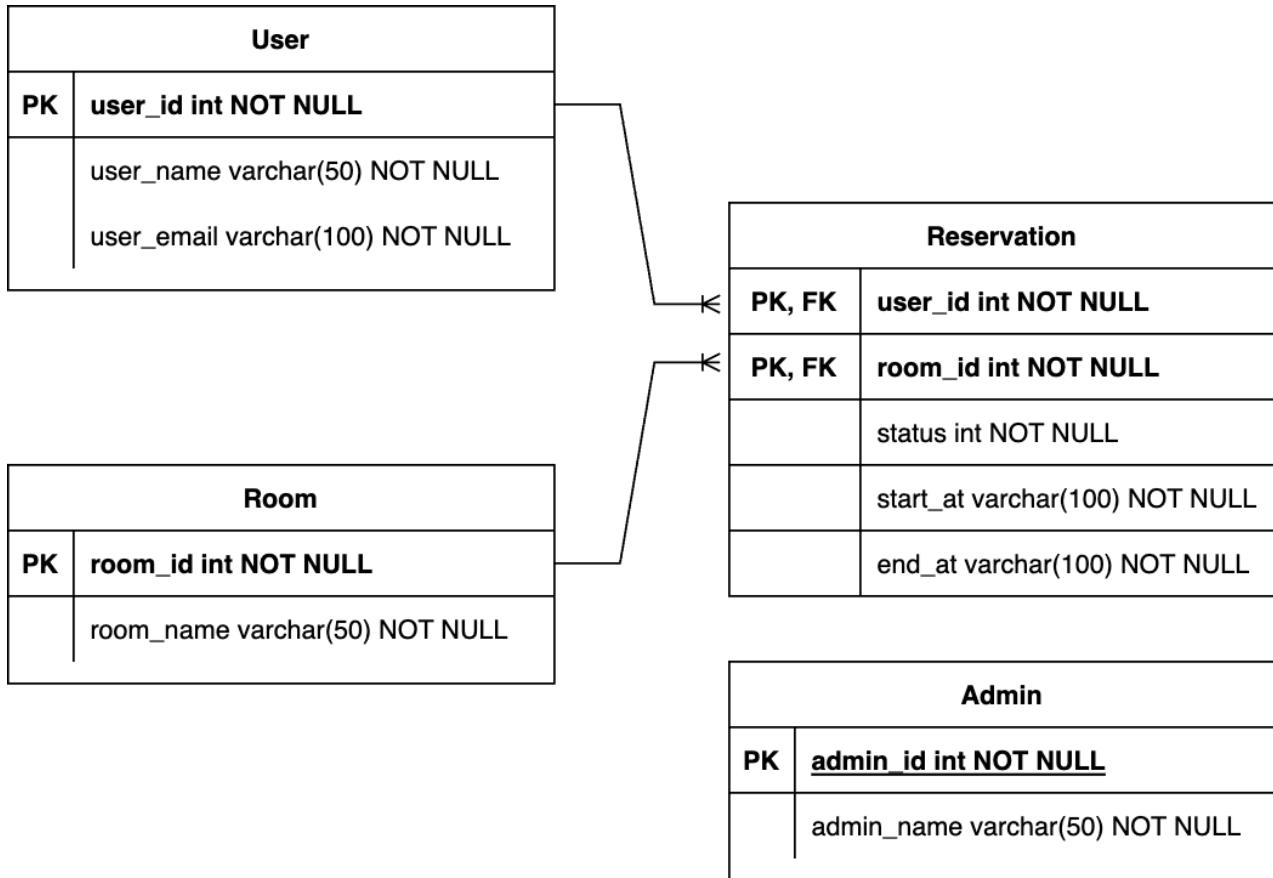 User
PK user_id int NOT NULL
user_name varchar(50) NOT NULL
user_email varchar(100) NOT NULL
Reservation
PK, FK user_id int NOT NULL
PK, FK room_id int NOT NULL
status int NOT NULL
start_at varchar(100) NOT NULL
end_at varchar(100) NOT NULL
Room
PK room_id int NOT NULL
room_name varchar(50) NOT NULL
Admin
PK admin_id int NOT NULL
admin_name varchar(50) NOT NULL